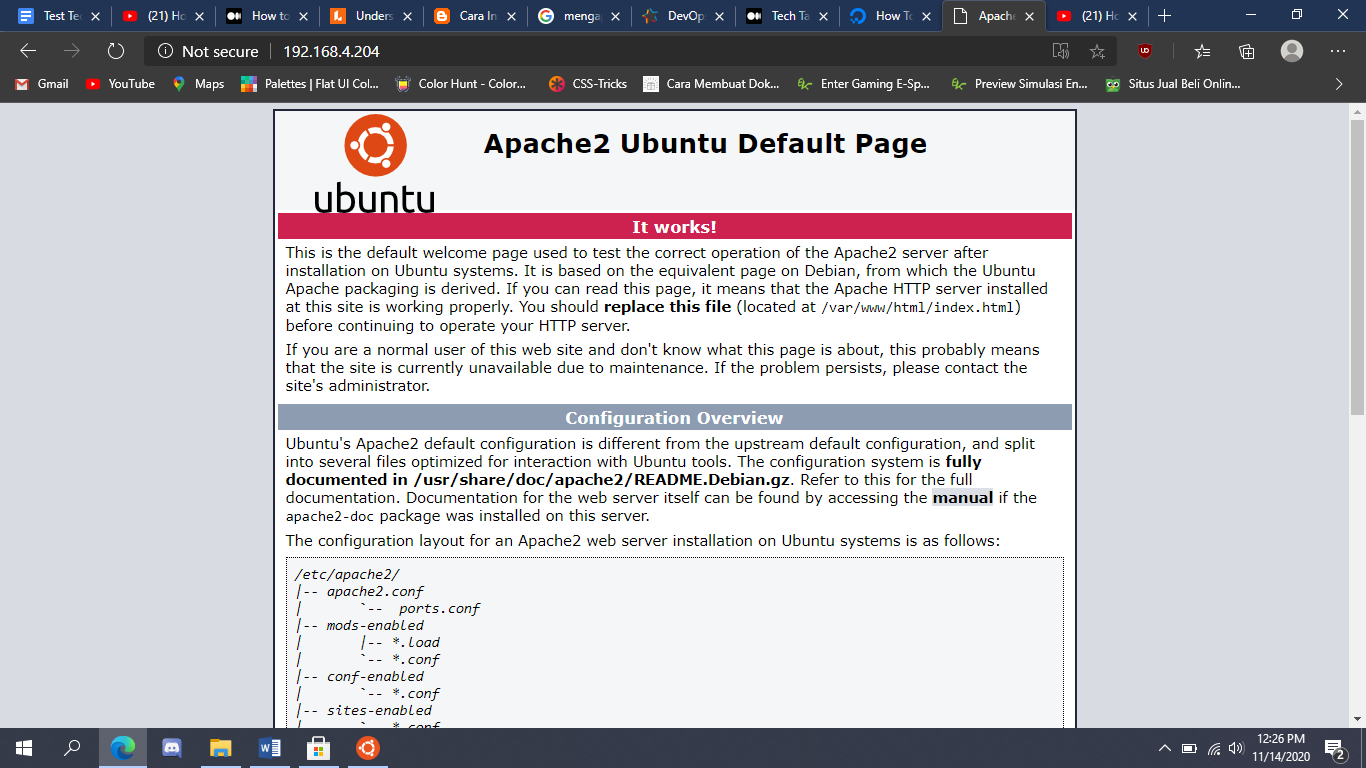 Test Te
(21) Ho
How to
Unders
Cara In
menga
DevOp
Tech Ta
How To
Apache
(21) Ho
Not secure
192.168.4.204
Gmail
YouTube
Maps
Palettes | Flat UI Col...
Color Hunt - Color...
CSS-Tricks
Cara Membuat Dok...
Enter Gaming E-Sp...
Preview Simulasi En...
Situs Jual Beli Onlin...
ubuntu
Apache2 Ubuntu Default Page
It works!
This is the default welcome page used to test the correct operation of the Apache2 server after
installation on Ubuntu systems. It is based on the equivalent page on Debian, from which the Ubuntu
Apache packaging is derived. If you can read this page, it means that the Apache HTTP server installed
at this site is working properly. You should replace this file (located at /var/www/html/index.html)
before continuing to operate your HTTP server.
If you are a normal user of this web site and don't know what this page is about, this probably means
that the site is currently unavailable due to maintenance. If the problem persists, please contact the
site's administrator.
Configuration Overview
Ubuntu's Apache2 default configuration is different from the upstream default configuration, and split
into several files optimized for interaction with Ubuntu tools. The configuration system is fully
documented in /usr/share/doc/apache2/README.Debian.gz. Refer to this for the full
documentation. Documentation for the web server itself can be found by accessing the manual if the
apache2-doc package was installed on this server.
The configuration layout for an Apache2 web server installation on Ubuntu systems is as follows:
/etc/apache2/
|-- apache2.conf
|       `--  ports.conf
|-- mods-enabled
|       |-- *.load
|       `-- *.conf
|-- conf-enabled
|       `-- *.conf
|-- sites-enabled
|       `-- *.conf
12:26 PM
11/14/2020
2